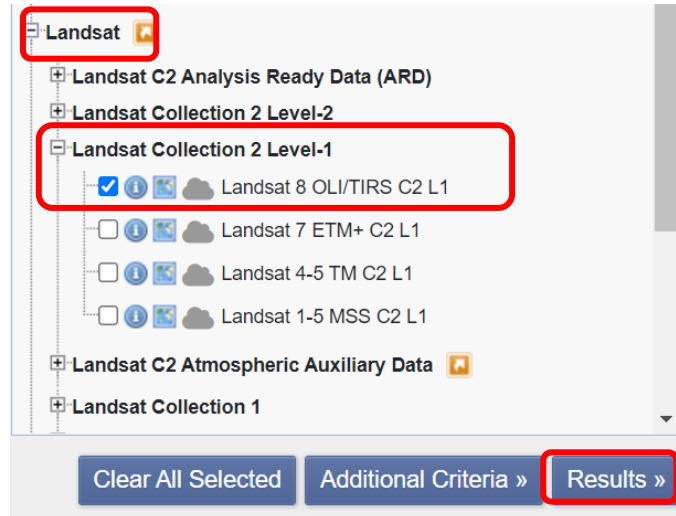 Landsat
Landsat C2 Analysis Ready Data (ARD)
Landsat Collection 2 Level-2
Landsat Collection 2 Level-1
Landsat 8 OLI/TIRS C2 L1
Landsat 7 ETM+ C2 L1
Landsat 4-5 TM C2 L1
Landsat 1-5 MSS C2 L1
Landsat C2 Atmospheric Auxiliary Data
Landsat Collection 1
Clear All Selected Additional Criteria » Results »